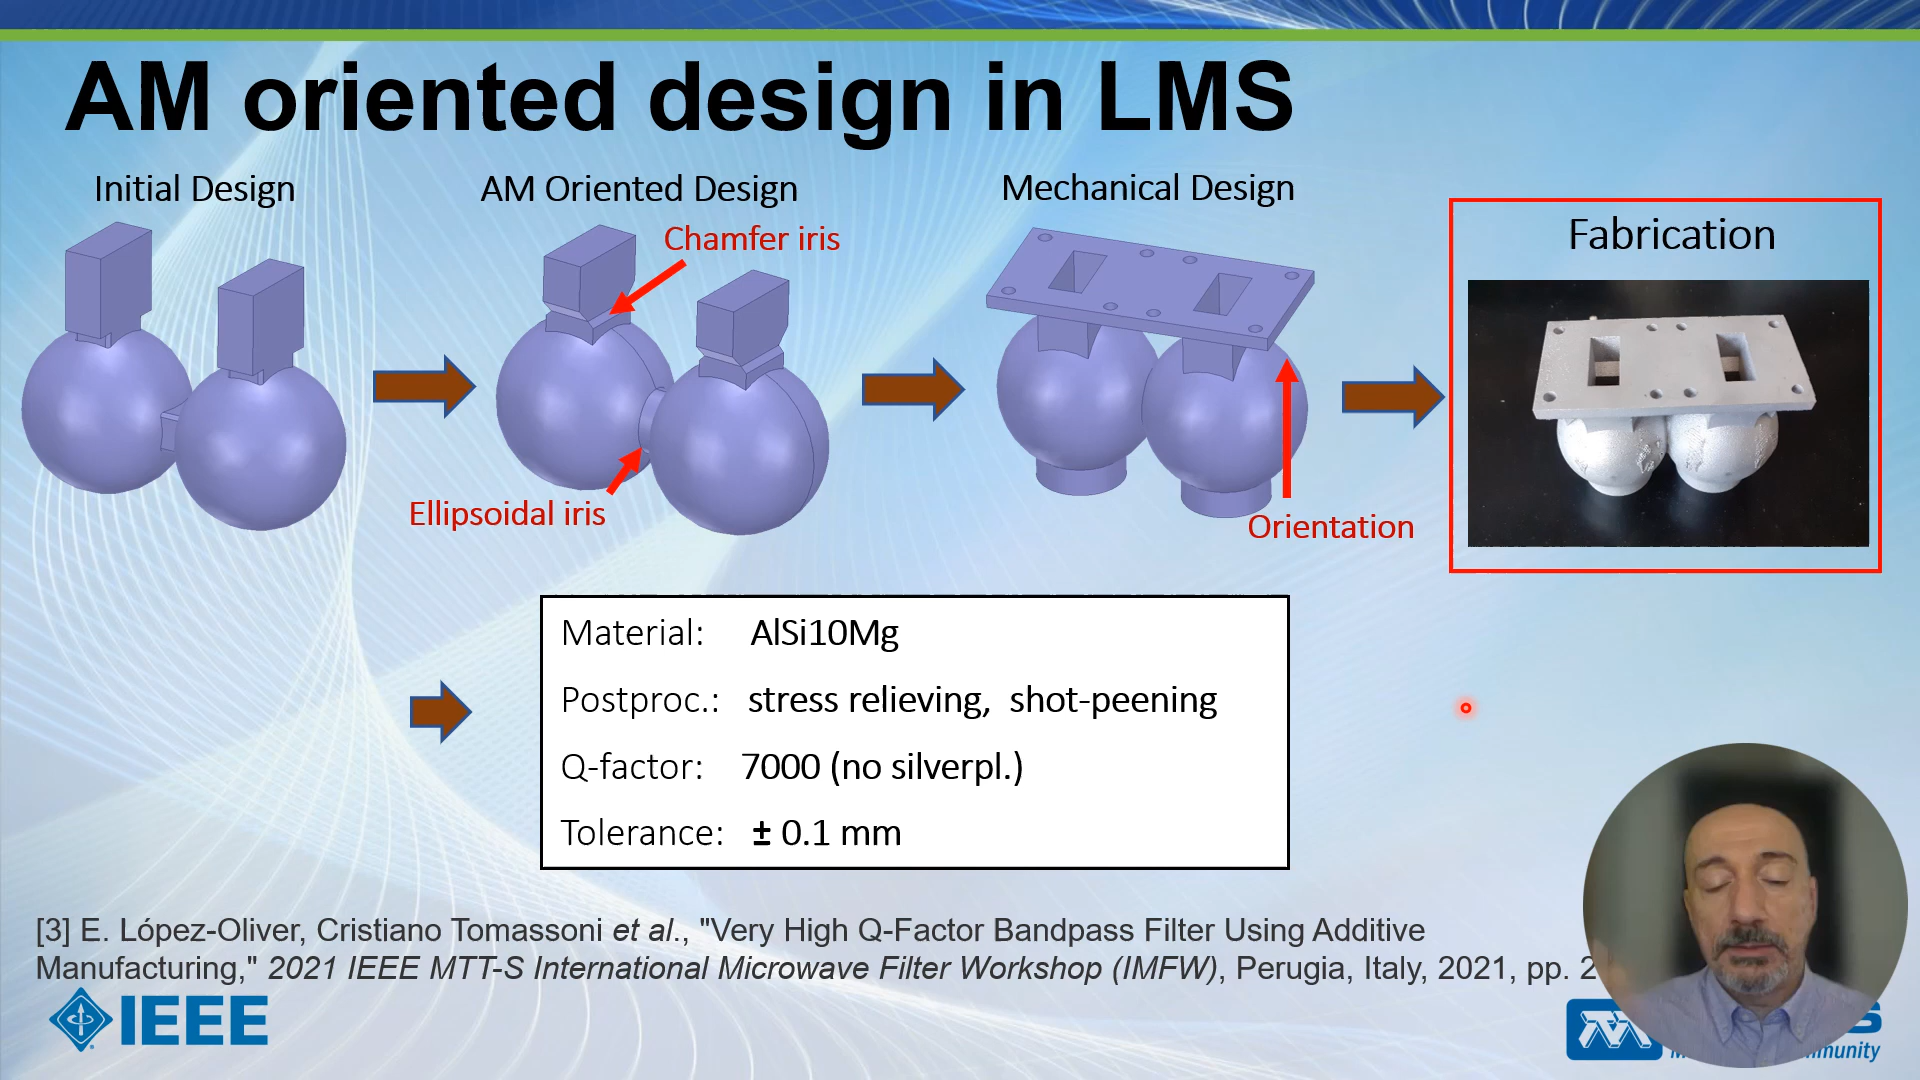 AM oriented design in LMS
Initial Design
AM Oriented Design
Mechanical Design
Fabrication
Chamfer iris
Ellipsoidal iris
Orientation
Material: AlSi10Mg
Postproc.: stress relieving, shot-peening
Q-factor: 7000 (no silverpl.)
Tolerance: ± 0.1 mm
[3] E. López-Oliver, Cristiano Tomassoni et al., "Very High Q-Factor Bandpass Filter Using Additive
Manufacturing," 2021 IEEE MTT-S International Microwave Filter Workshop (IMFW), Perugia, Italy, 2021, pp. 2
IEEE